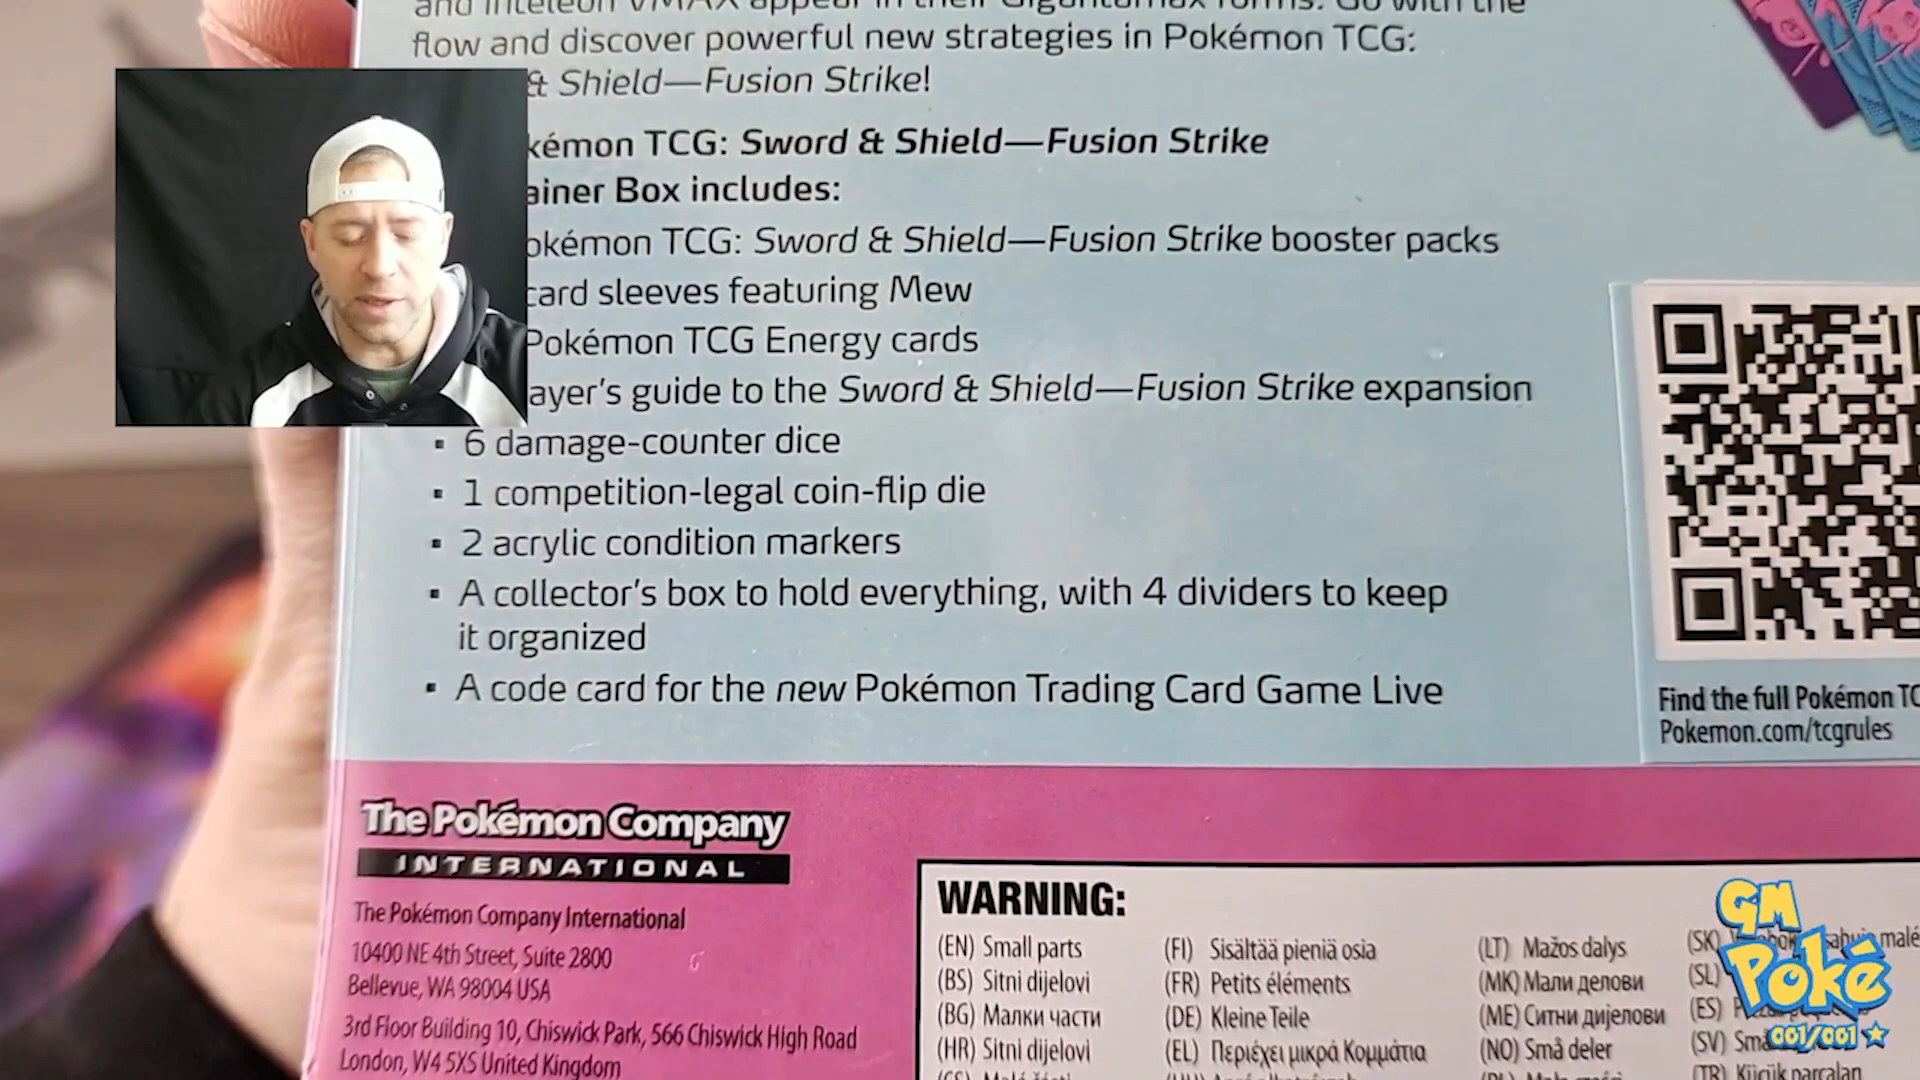 flow and discover powerful new strategies in Pokémon TCG:
& Shield—Fusion Strike!
kémon TCG: Sword & Shield—Fusion Strike
ainer Box includes:
okémon TCG: Sword & Shield—Fusion Strike booster packs
card sleeves featuring Mew
Pokémon TCG Energy cards
ayer's guide to the Sword & Shield—Fusion Strike expansion
▪ 6 damage-counter dice
▪ 1 competition-legal coin-flip die
▪ 2 acrylic condition markers
▪ A collector's box to hold everything, with 4 dividers to keep
it organized
▪ A code card for the new Pokémon Trading Card Game Live
Find the full Pokémon TC
Pokemon.com/tcgrules
The Pokémon Company
INTERNATIONAL
The Pokémon Company International
10400 NE 4th Street, Suite 2800
Bellevue, WA 98004 USA
3rd Floor Building 10, Chiswick Park, 566 Chiswick High Road
London, W4 5XS United Kingdom
WARNING:
(EN) Small parts
(BS) Sitni dijelovi
(BG) Малки части
(HR) Sitni dijelovi
(FI) Sisältää pieniä osia
(FR) Petits éléments
(DE) Kleine Teile
(EL) Περιέχει μικρά Κομμάτια
(LT) Mažos dalys
(MK) Мали делови
(ME) Ситни дијелови
(NO) Små deler
(SK)
(SL)
(ES)
(SV)
(TR) Küçük parçalar
GM
Poké
001/001